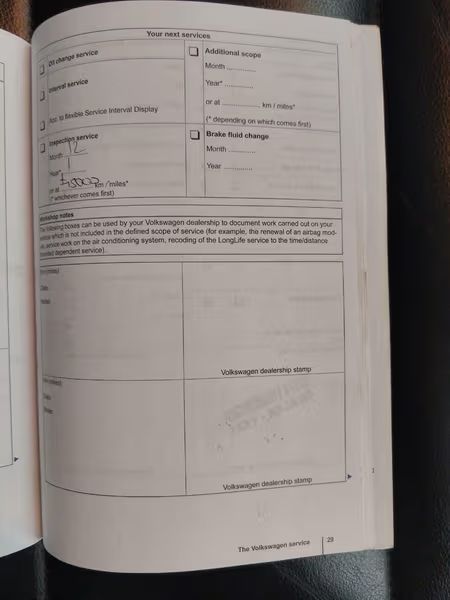 Your next services
Oil change service
Interval service
Acc. to flexible Service Interval Display
Inspection service
Month 12
Year*
or at 15000 km / miles*
(* whichever comes first)
Additional scope
Month ..............
Year* ..............
or at .................. km / miles*
(* depending on which comes first)
Brake fluid change
Month .............
Year .............
Workshop notes
The following boxes can be used by your Volkswagen dealership to document work carried out on your
vehicle which is not included in the defined scope of service (for example, the renewal of an airbag mod-
ule, service work on the air conditioning system, recoding of the LongLife service to the time/distance
dependent service).
Date:
Notes:
Volkswagen dealership stamp
Date:
Notes:
Volkswagen dealership stamp
The Volkswagen service
29